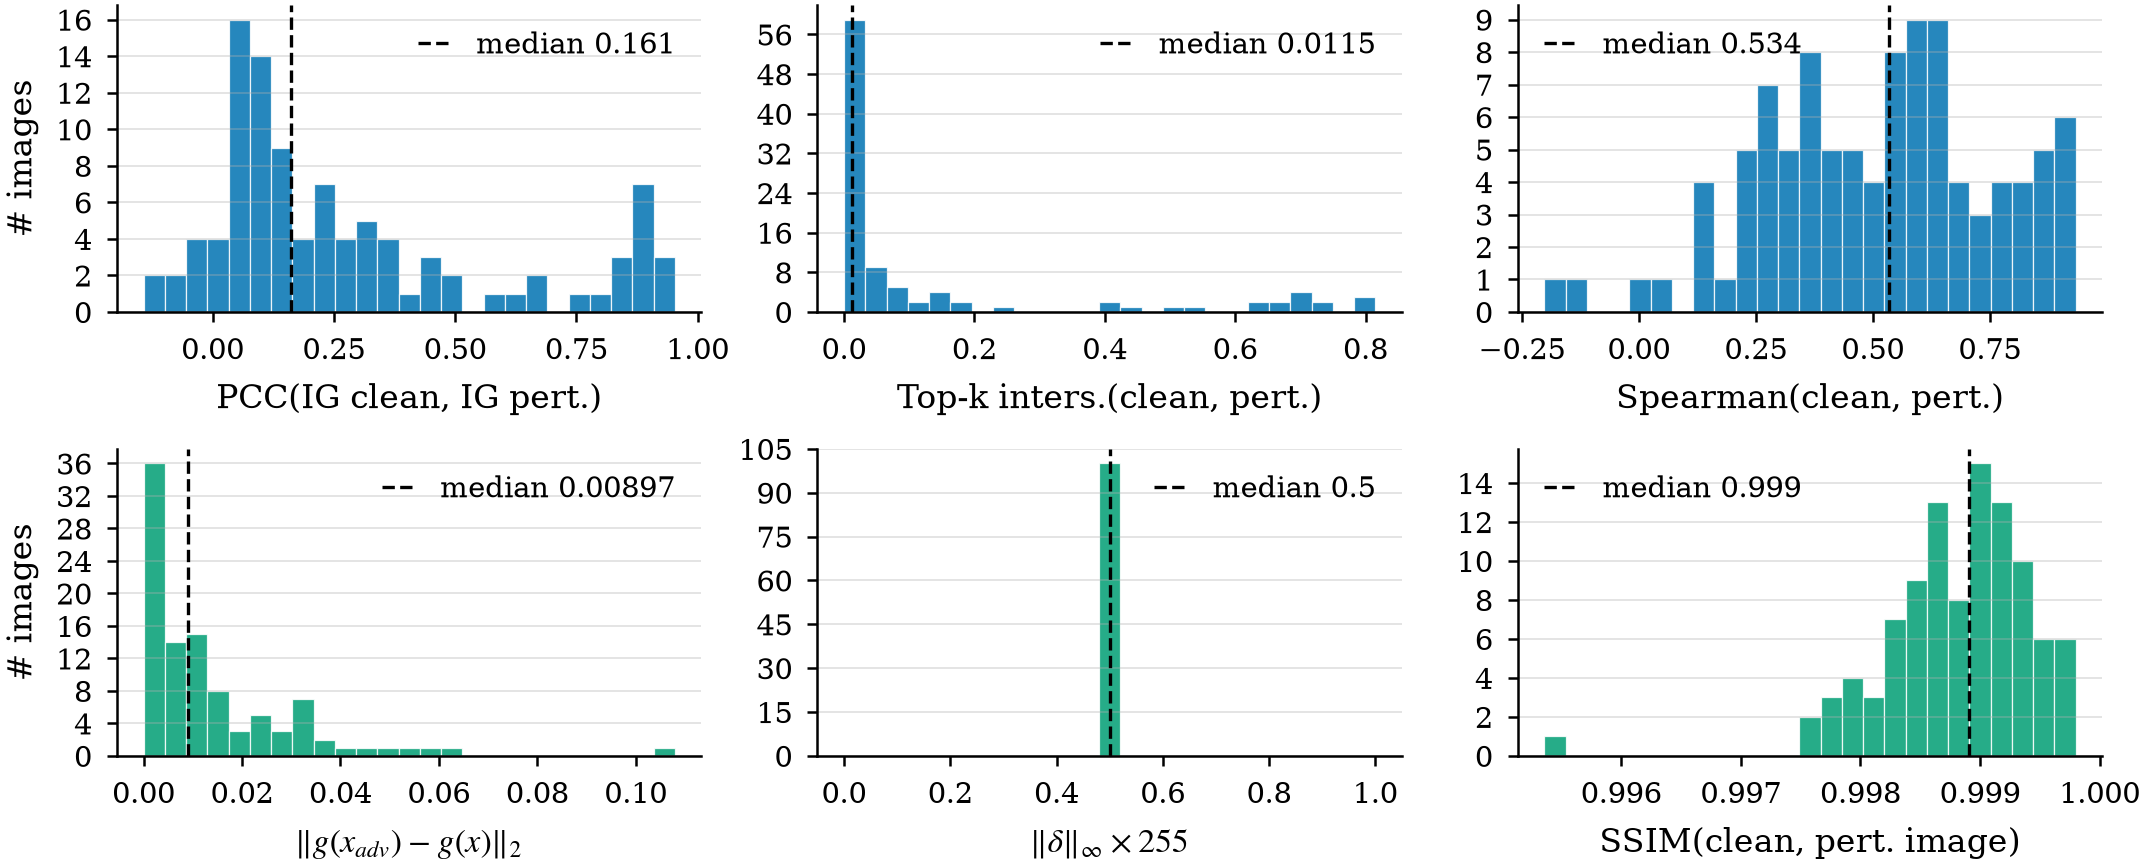 # images
16
14
12
10
8
6
4
2
0
median 0.161
0.00 0.25 0.50 0.75 1.00
PCC(IG clean, IG pert.)
56
48
40
32
24
16
8
0
median 0.0115
0.0 0.2 0.4 0.6 0.8
Top-k inters.(clean, pert.)
9
8
7
6
5
4
3
2
1
0
median 0.534
−0.25 0.00 0.25 0.50 0.75
Spearman(clean, pert.)
# images
36
32
28
24
20
16
12
8
4
0
median 0.00897
0.00 0.02 0.04 0.06 0.08 0.10
‖g(x_adv) − g(x)‖₂
105
90
75
60
45
30
15
0
median 0.5
0.0 0.2 0.4 0.6 0.8 1.0
‖δ‖∞ × 255
14
12
10
8
6
4
2
0
median 0.999
0.996 0.997 0.998 0.999 1.000
SSIM(clean, pert. image)